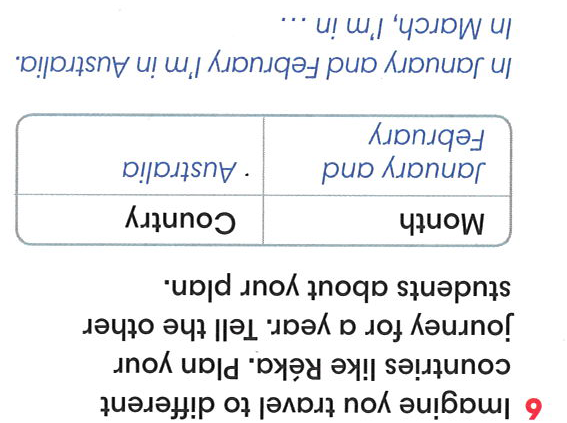 6 Imagine you travel to different
countries like Réka. Plan your
journey for a year. Tell the other
students about your plan.
Month Country
January and Australia
February
In January and February I'm in Australia.
In March, I'm in ...